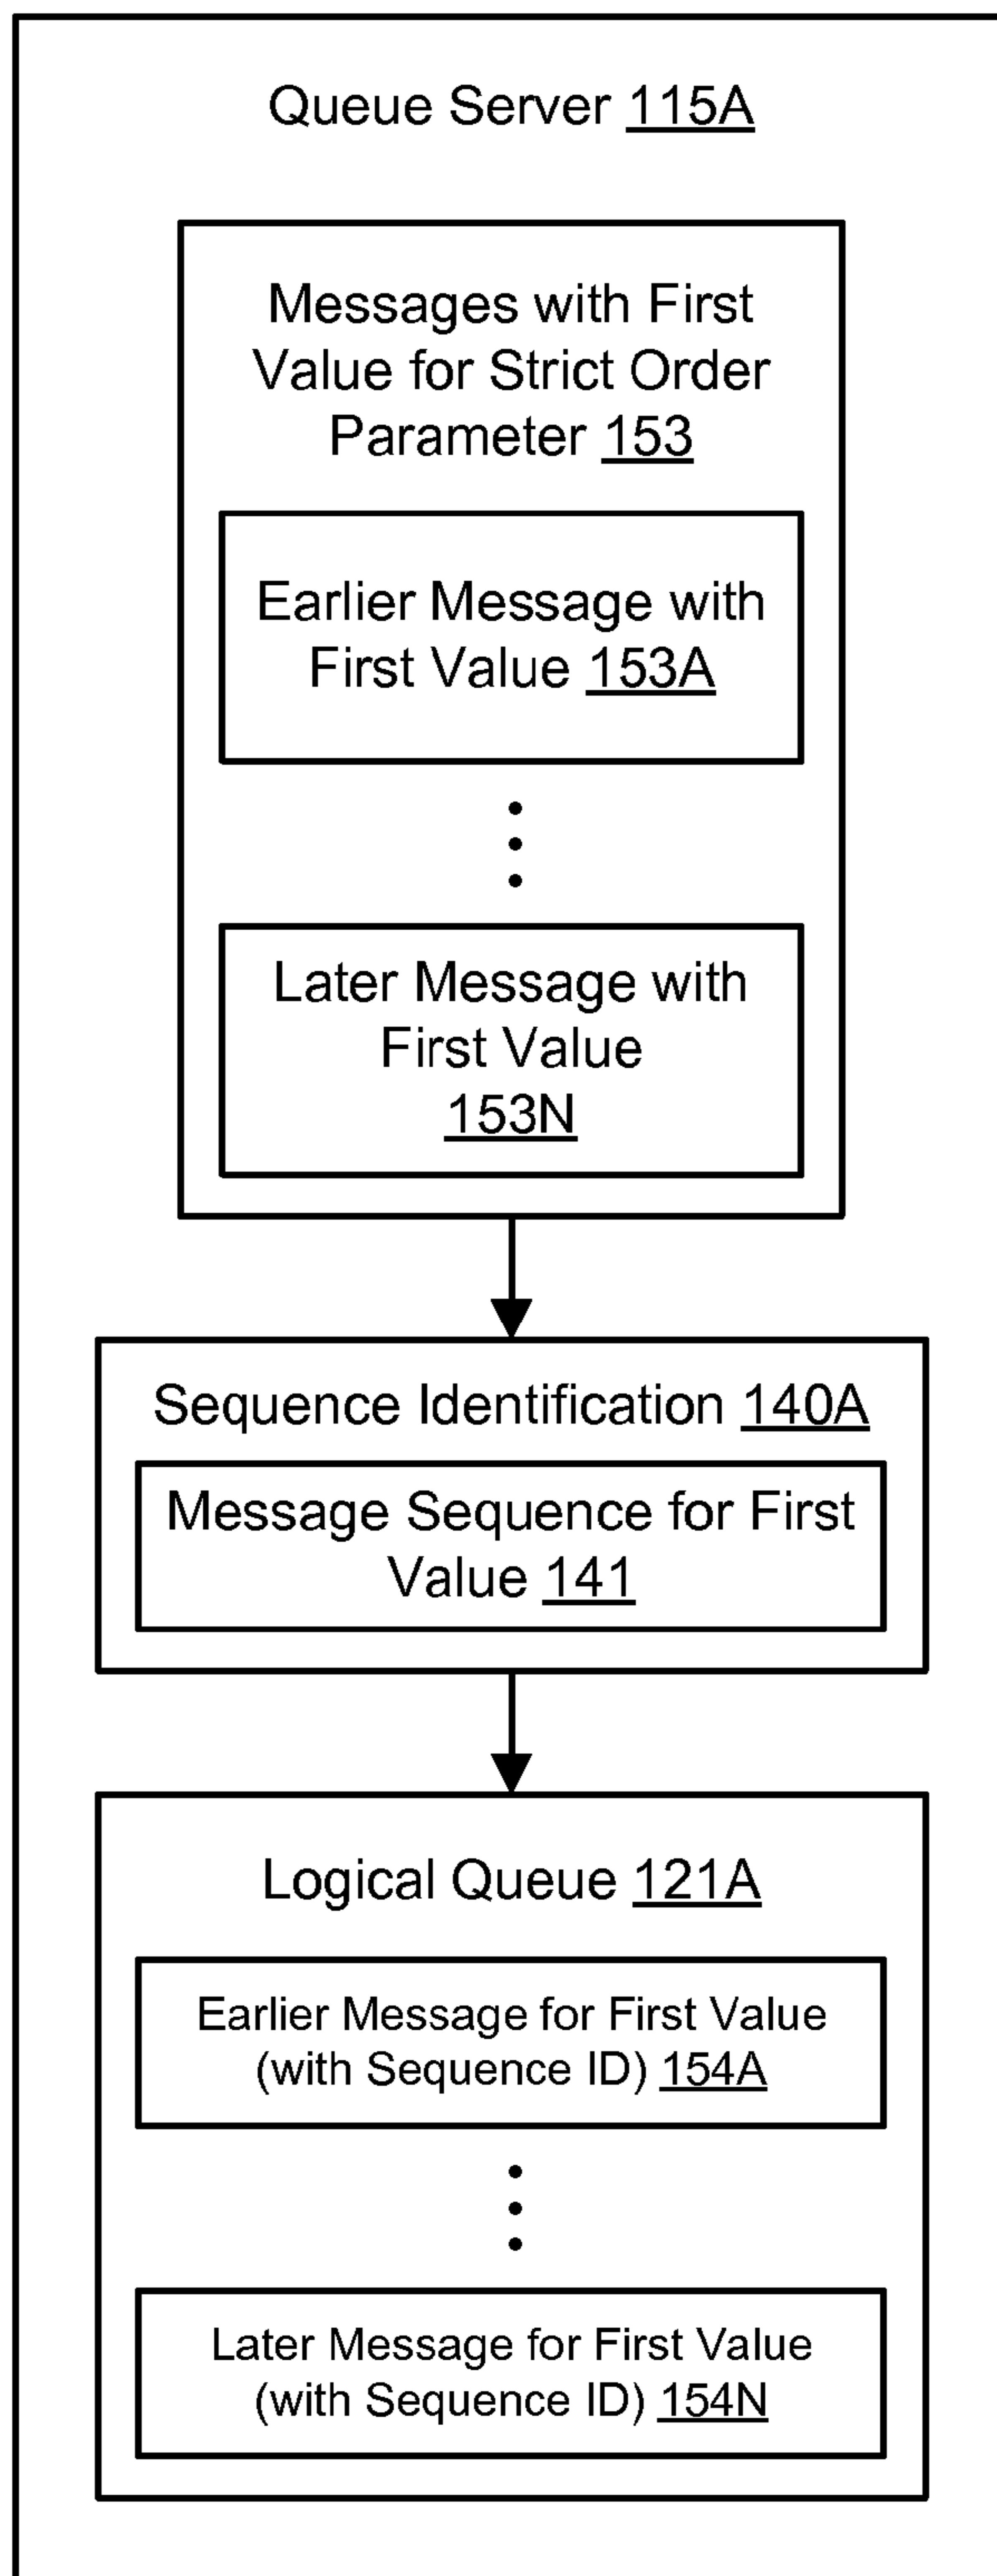 Queue Server 115A
Messages with First
Value for Strict Order
Parameter 153
Earlier Message with
First Value 153A
Later Message with
First Value
153N
Sequence Identification 140A
Message Sequence for First
Value 141
Logical Queue 121A
Earlier Message for First Value
(with Sequence ID) 154A
Later Message for First Value
(with Sequence ID) 154N